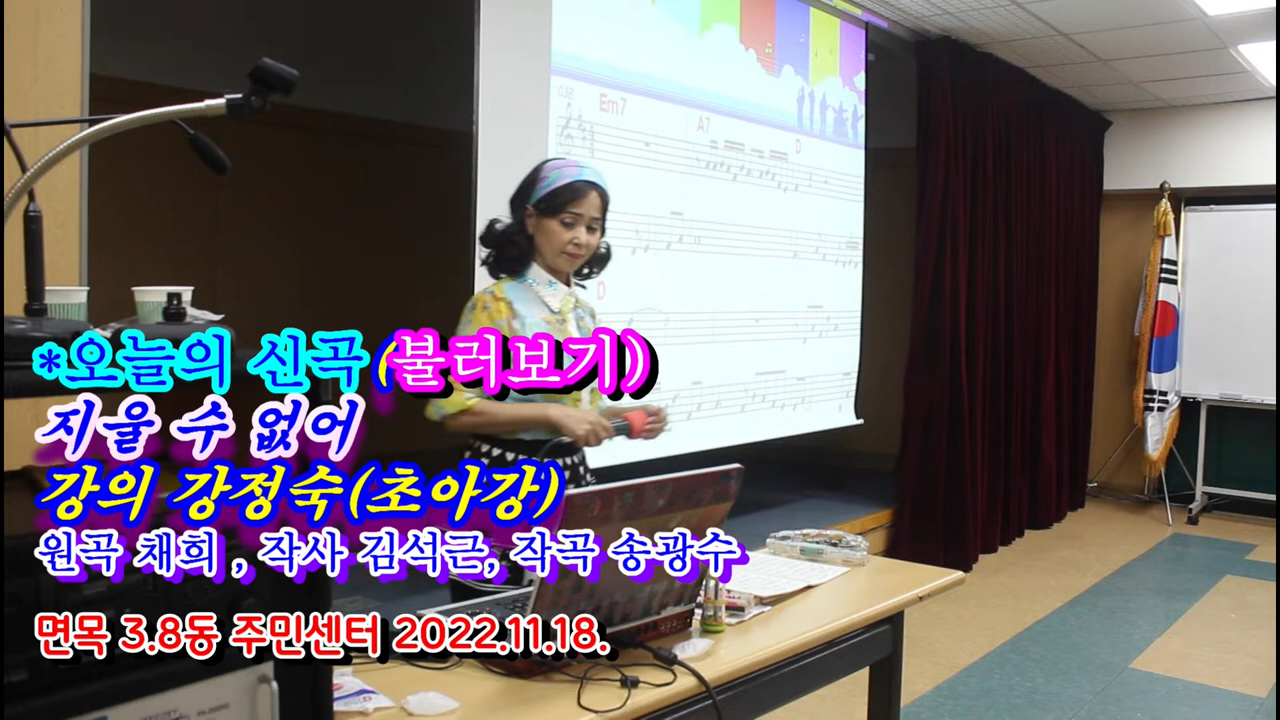 Em7
A7
D
D
*오늘의 신곡(불러보기)
지울 수 없어
강의 강정숙(초아강)
원곡 채희 , 작사 김석근, 작곡 송광수
면목 3.8동 주민센터 2022.11.18.